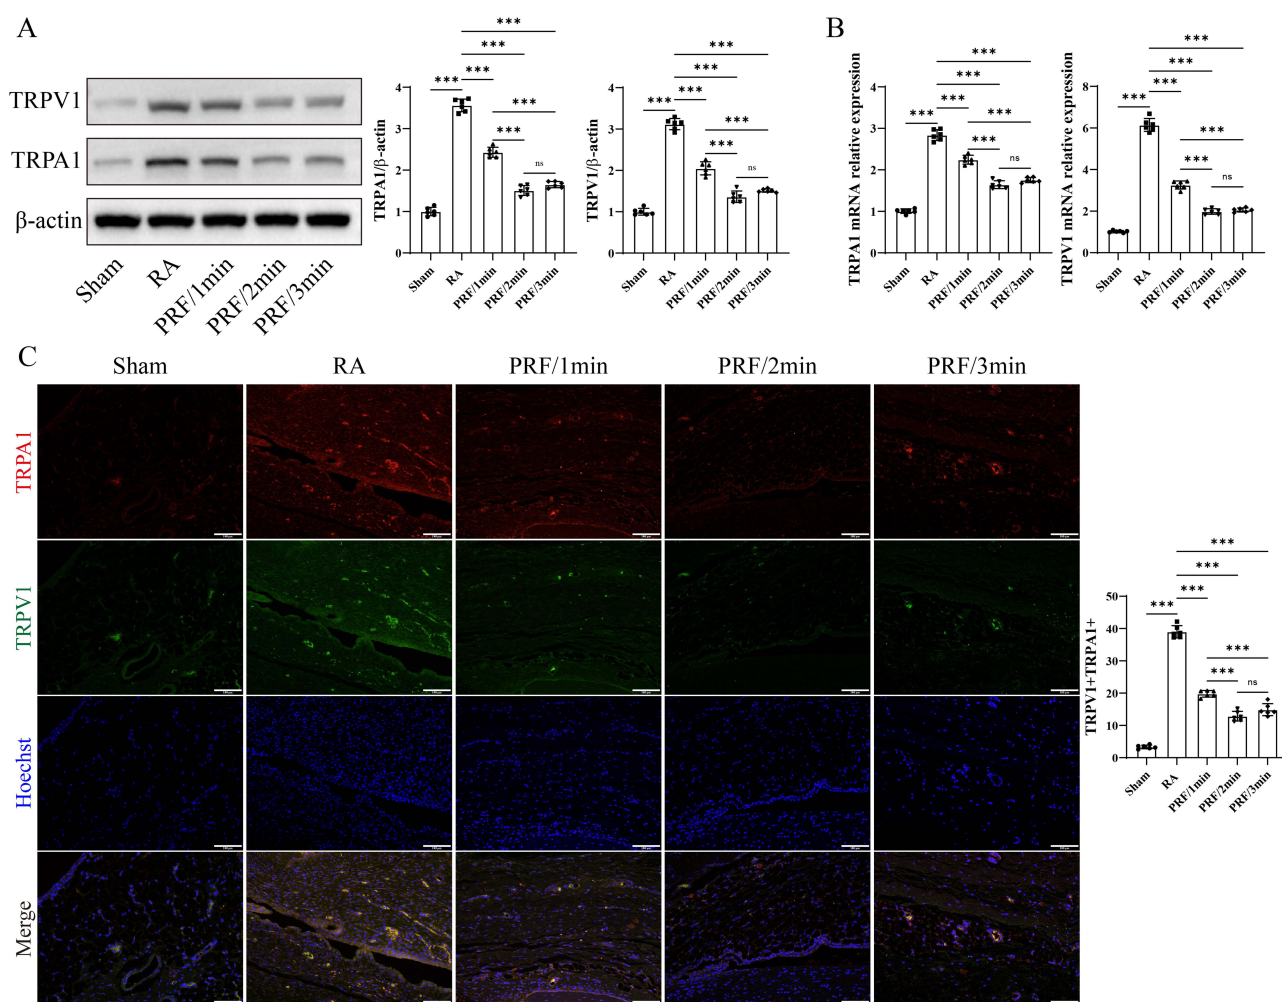 A
TRPV1
TRPA1
β-actin
Sham
RA
PRF/1min
PRF/2min
PRF/3min
TRPA1/β-actin
4
3
2
1
0
***
***
***
***
***
***
ns
Sham
RA
PRF/1min
PRF/2min
PRF/3min
TRPV1/β-actin
4
3
2
1
0
***
***
***
***
***
***
ns
Sham
RA
PRF/1min
PRF/2min
PRF/3min
B
TRPA1 mRNA relative expression
4
3
2
1
0
***
***
***
***
***
***
ns
Sham
RA
PRF/1min
PRF/2min
PRF/3min
TRPV1 mRNA relative expression
8
6
4
2
0
***
***
***
***
***
***
ns
Sham
RA
PRF/1min
PRF/2min
PRF/3min
C
Sham
RA
PRF/1min
PRF/2min
PRF/3min
TRPA1
TRPV1
Hoechst
Merge
TRPV1+TRPA1+
50
40
30
20
10
0
***
***
***
***
***
***
ns
Sham
RA
PRF/1min
PRF/2min
PRF/3min